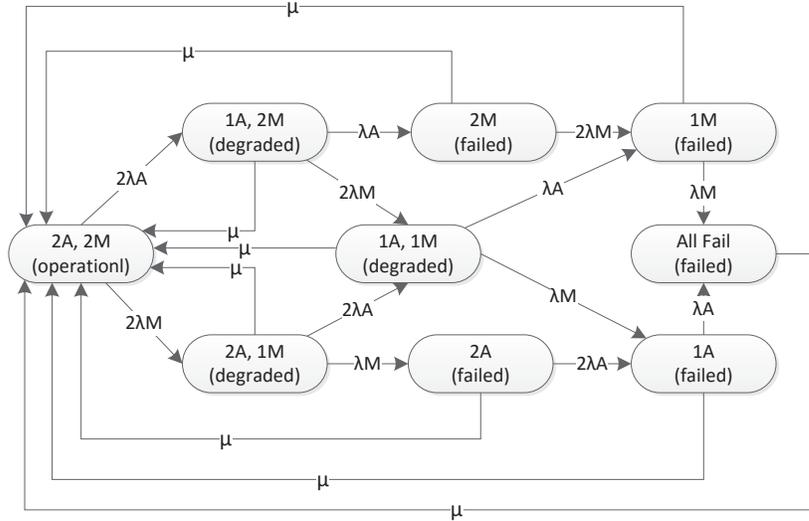 μ
μ
1A, 2M
(degraded)
λA
2M
(failed)
2λM
1M
(failed)
2λA
2λM
λA
λM
μ
2A, 2M
(operationl)
μ
1A, 1M
(degraded)
All Fail
(failed)
μ
2λM
2λA
λM
λA
2A, 1M
(degraded)
λM
2A
(failed)
2λA
1A
(failed)
μ
μ
μ